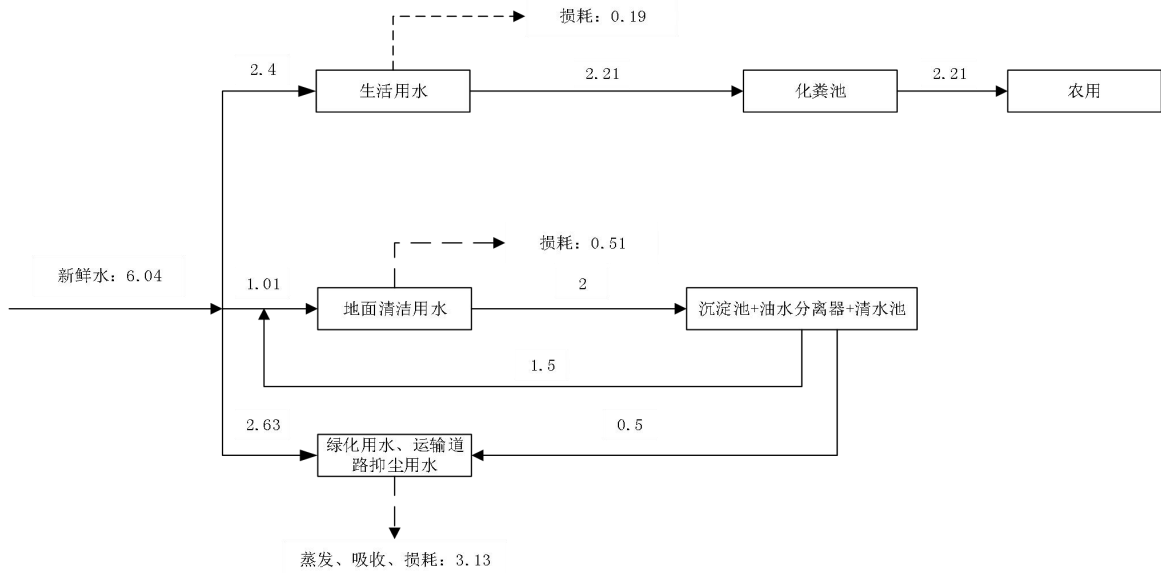 损耗：0.19
2.4
生活用水
2.21
化粪池
2.21
农用
损耗：0.51
新鲜水：6.04
1.01
地面清洁用水
2
沉淀池+油水分离器+清水池
1.5
2.63
绿化用水、运输道
路抑尘用水
0.5
蒸发、吸收、损耗：3.13